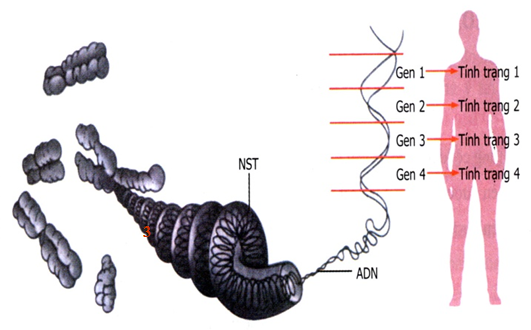 Gen 1 Tính trạng 1
Gen 2 Tính trạng 2
Gen 3 Tính trạng 3
Gen 4 Tính trạng 4
NST
3
ADN